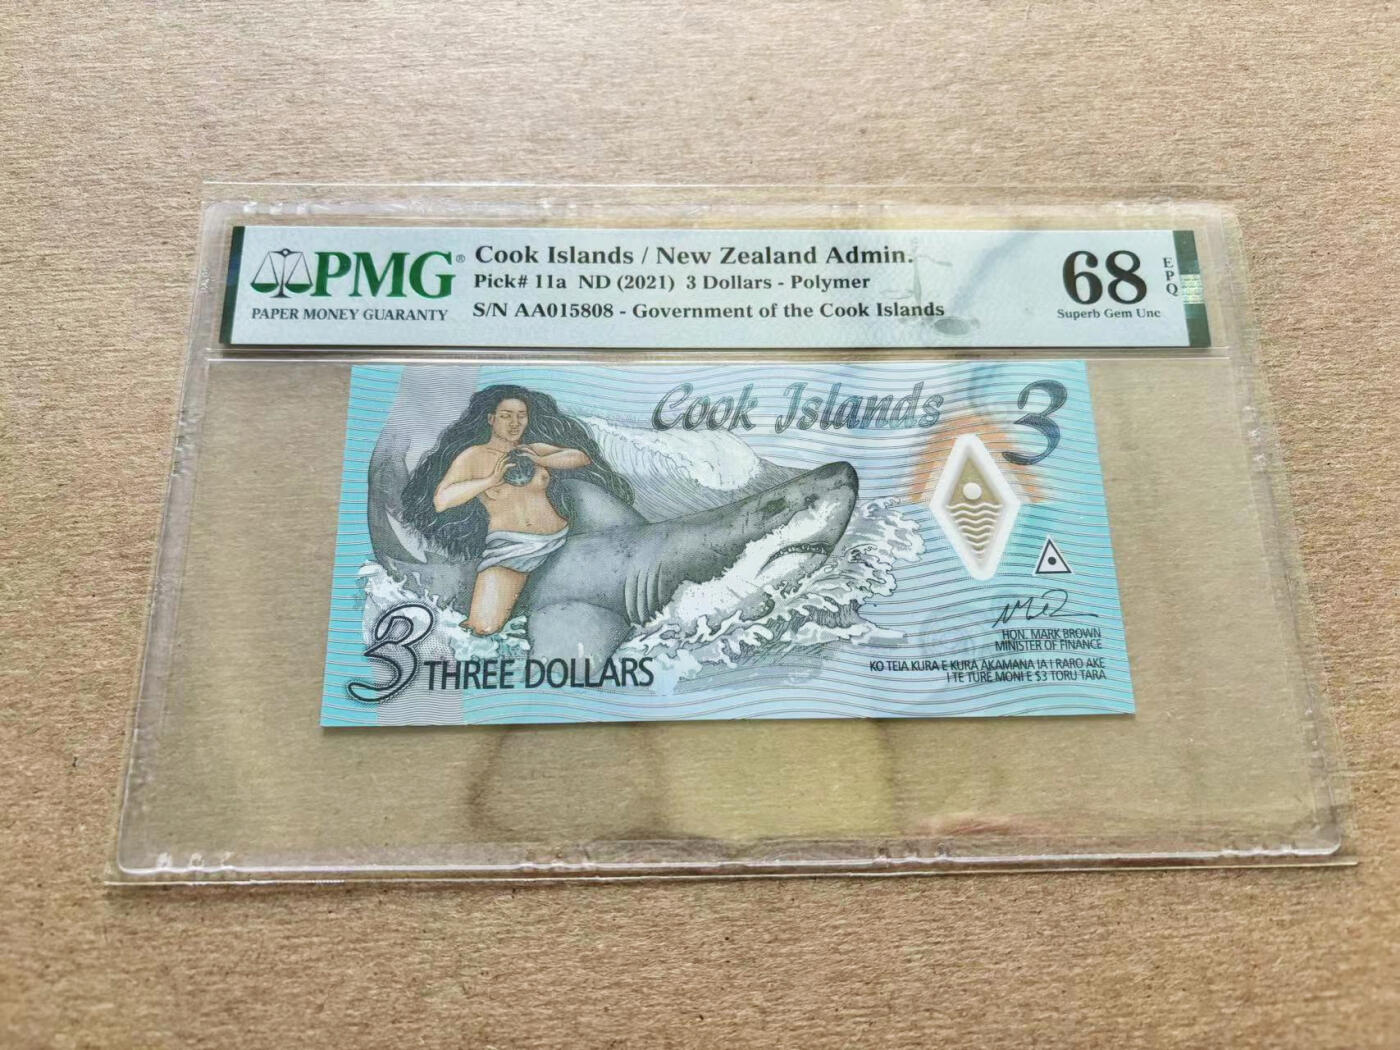 PMG®
PAPER MONEY GUARANTY
Cook Islands / New Zealand Admin.
Pick# 11a ND (2021) 3 Dollars - Polymer
S/N AA015808 - Government of the Cook Islands
68
EPQ
Superb Gem Unc
Cook Islands
3
HON. MARK BROWN
MINISTER OF FINANCE
KO TEIA KURA E KURA AKAMANA IA I RARO AKE
I TE TURE MONI E $3 TORU TARA
3 THREE DOLLARS